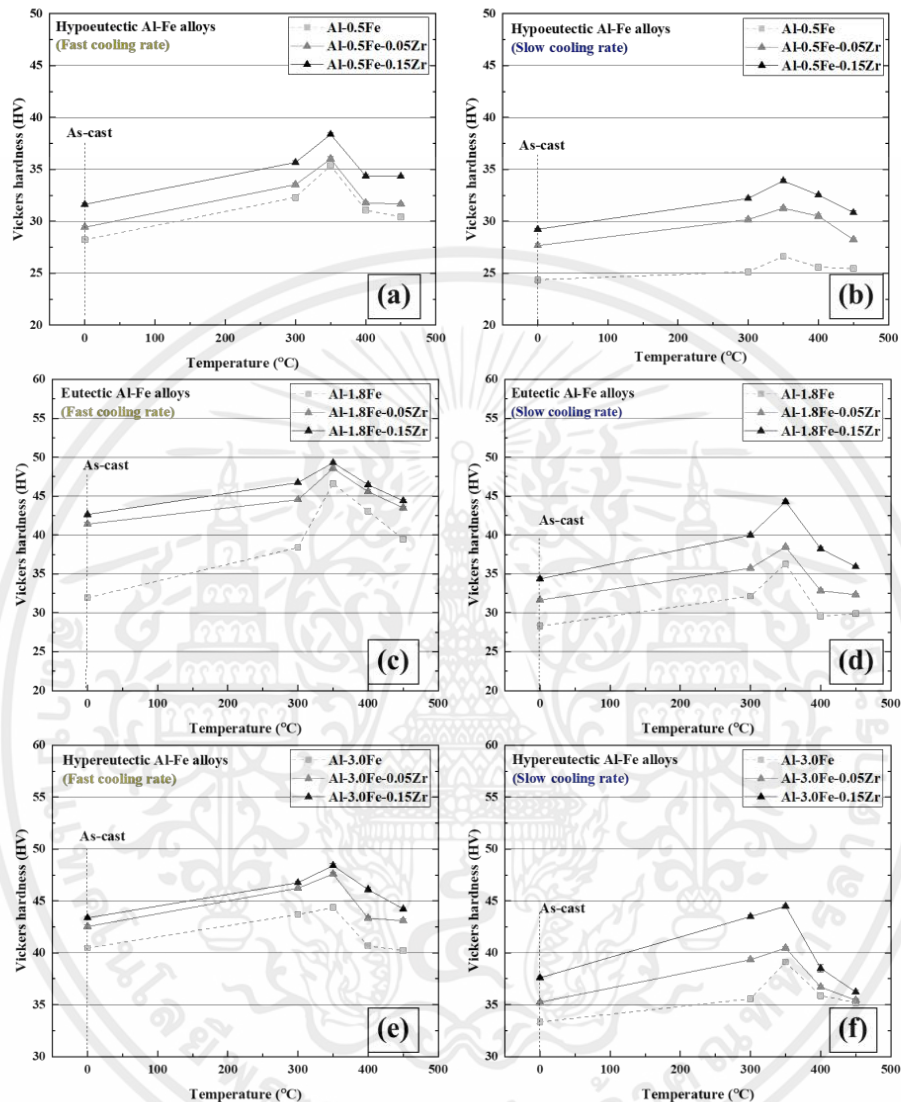 Hypoeutectic Al-Fe alloys
(Fast cooling rate)
Al-0.5Fe
Al-0.5Fe-0.05Zr
Al-0.5Fe-0.15Zr
As-cast
Vickers hardness (HV)
50
45
40
35
30
25
20
0
100
200
300
400
500
Temperature (°C)
(a)
Hypoeutectic Al-Fe alloys
(Slow cooling rate)
Al-0.5Fe
Al-0.5Fe-0.05Zr
Al-0.5Fe-0.15Zr
As-cast
Vickers hardness (HV)
50
45
40
35
30
25
20
0
100
200
300
400
500
Temperature (°C)
(b)
Eutectic Al-Fe alloys
(Fast cooling rate)
Al-1.8Fe
Al-1.8Fe-0.05Zr
Al-1.8Fe-0.15Zr
As-cast
Vickers hardness (HV)
60
55
50
45
40
35
30
25
20
0
100
200
300
400
500
Temperature (°C)
(c)
Eutectic Al-Fe alloys
(Slow cooling rate)
Al-1.8Fe
Al-1.8Fe-0.05Zr
Al-1.8Fe-0.15Zr
As-cast
Vickers hardness (HV)
60
55
50
45
40
35
30
25
20
0
100
200
300
400
500
Temperature (°C)
(d)
Hypereutectic Al-Fe alloys
(Fast cooling rate)
Al-3.0Fe
Al-3.0Fe-0.05Zr
Al-3.0Fe-0.15Zr
As-cast
Vickers hardness (HV)
60
55
50
45
40
35
30
0
100
200
300
400
500
Temperature (°C)
(e)
Hypereutectic Al-Fe alloys
(Slow cooling rate)
Al-3.0Fe
Al-3.0Fe-0.05Zr
Al-3.0Fe-0.15Zr
As-cast
Vickers hardness (HV)
60
55
50
45
40
35
30
0
100
200
300
400
500
Temperature (°C)
(f)